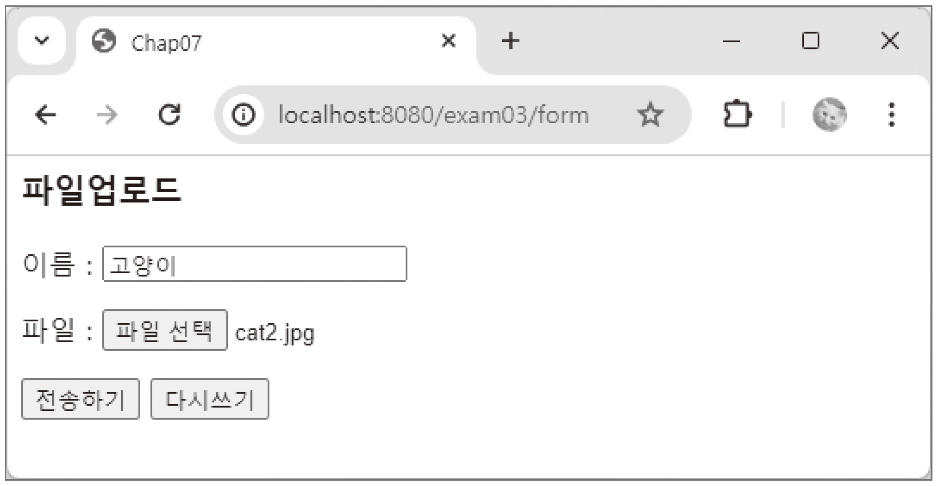 Chap07
localhost:8080/exam03/form
파일업로드
이름 : 고양이
파일 : 파일 선택 cat2.jpg
전송하기 다시쓰기